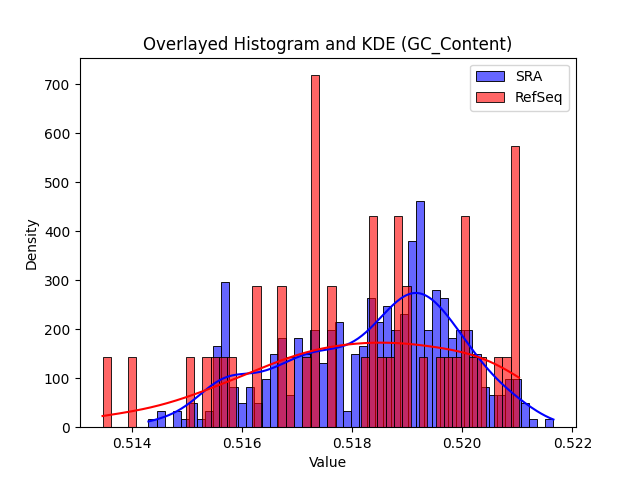 Overlayed Histogram and KDE (GC_Content)
SRA
RefSeq
700
600
500
400
300
200
100
0
Density
0.514 0.516 0.518 0.520 0.522
Value